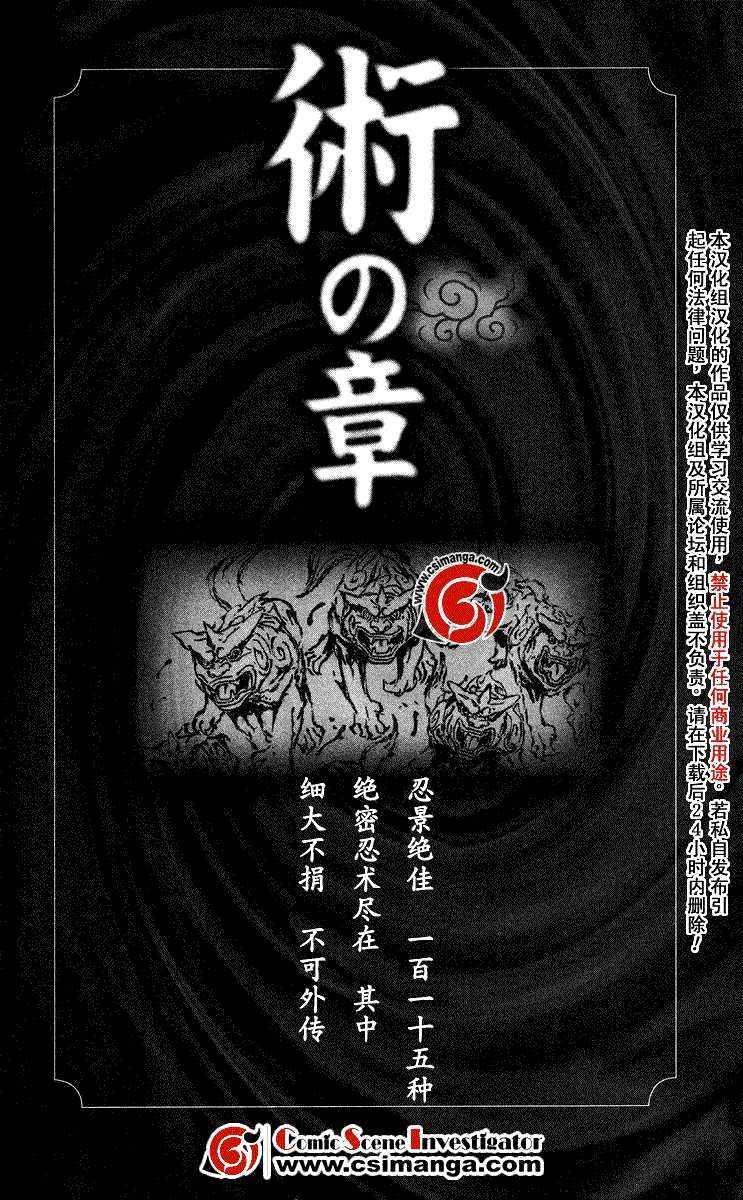 術の章
www.csimanga.com
忍景绝佳 一百一十五种
绝密忍术尽在 其中
细大不捐 不可外传
本汉化组汉化的作品仅供学习交流使用，禁止使用于任何商业用途。若私自发布引
起任何法律问题，本汉化组及所属论坛和组织盖不负责。请在下载后24小时内删除！
Comic Scene Investigator
www.csimanga.com